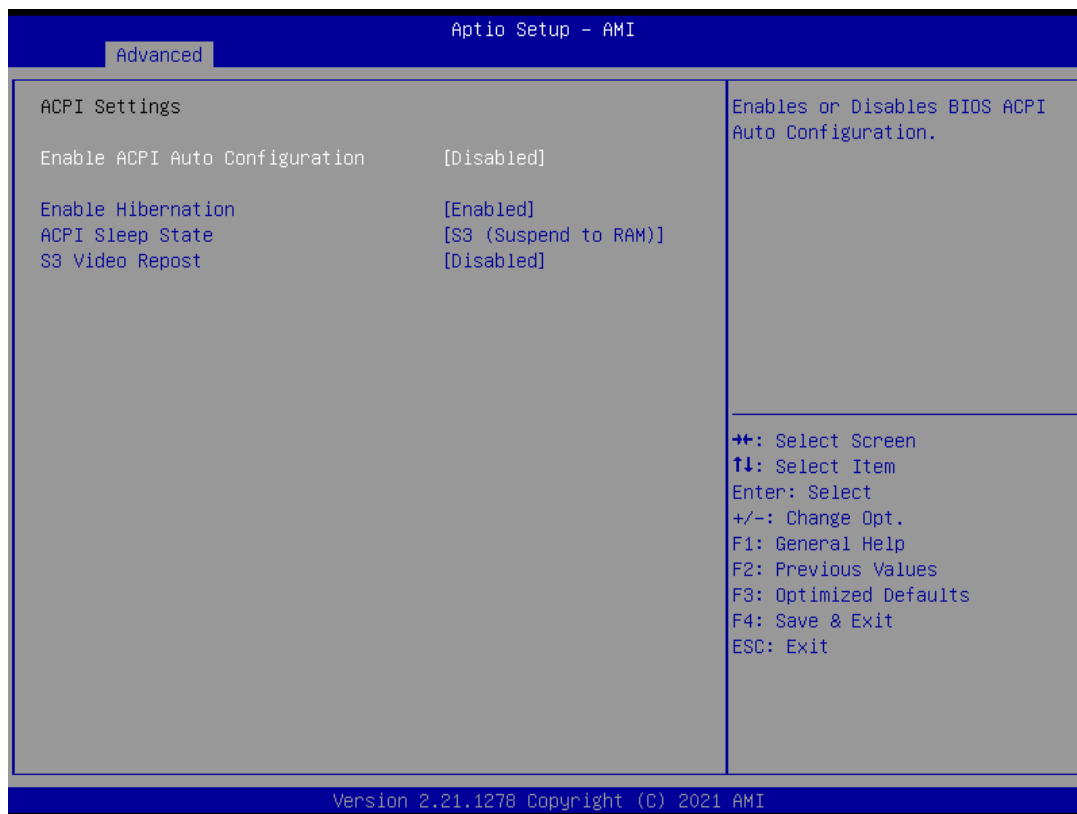 Aptio Setup – AMI
Advanced
ACPI Settings
Enable ACPI Auto Configuration [Disabled]
Enable Hibernation [Enabled]
ACPI Sleep State [S3 (Suspend to RAM)]
S3 Video Repost [Disabled]
Enables or Disables BIOS ACPI
Auto Configuration.
→←: Select Screen
↑↓: Select Item
Enter: Select
+/-: Change Opt.
F1: General Help
F2: Previous Values
F3: Optimized Defaults
F4: Save & Exit
ESC: Exit
Version 2.21.1278 Copyright (C) 2021 AMI